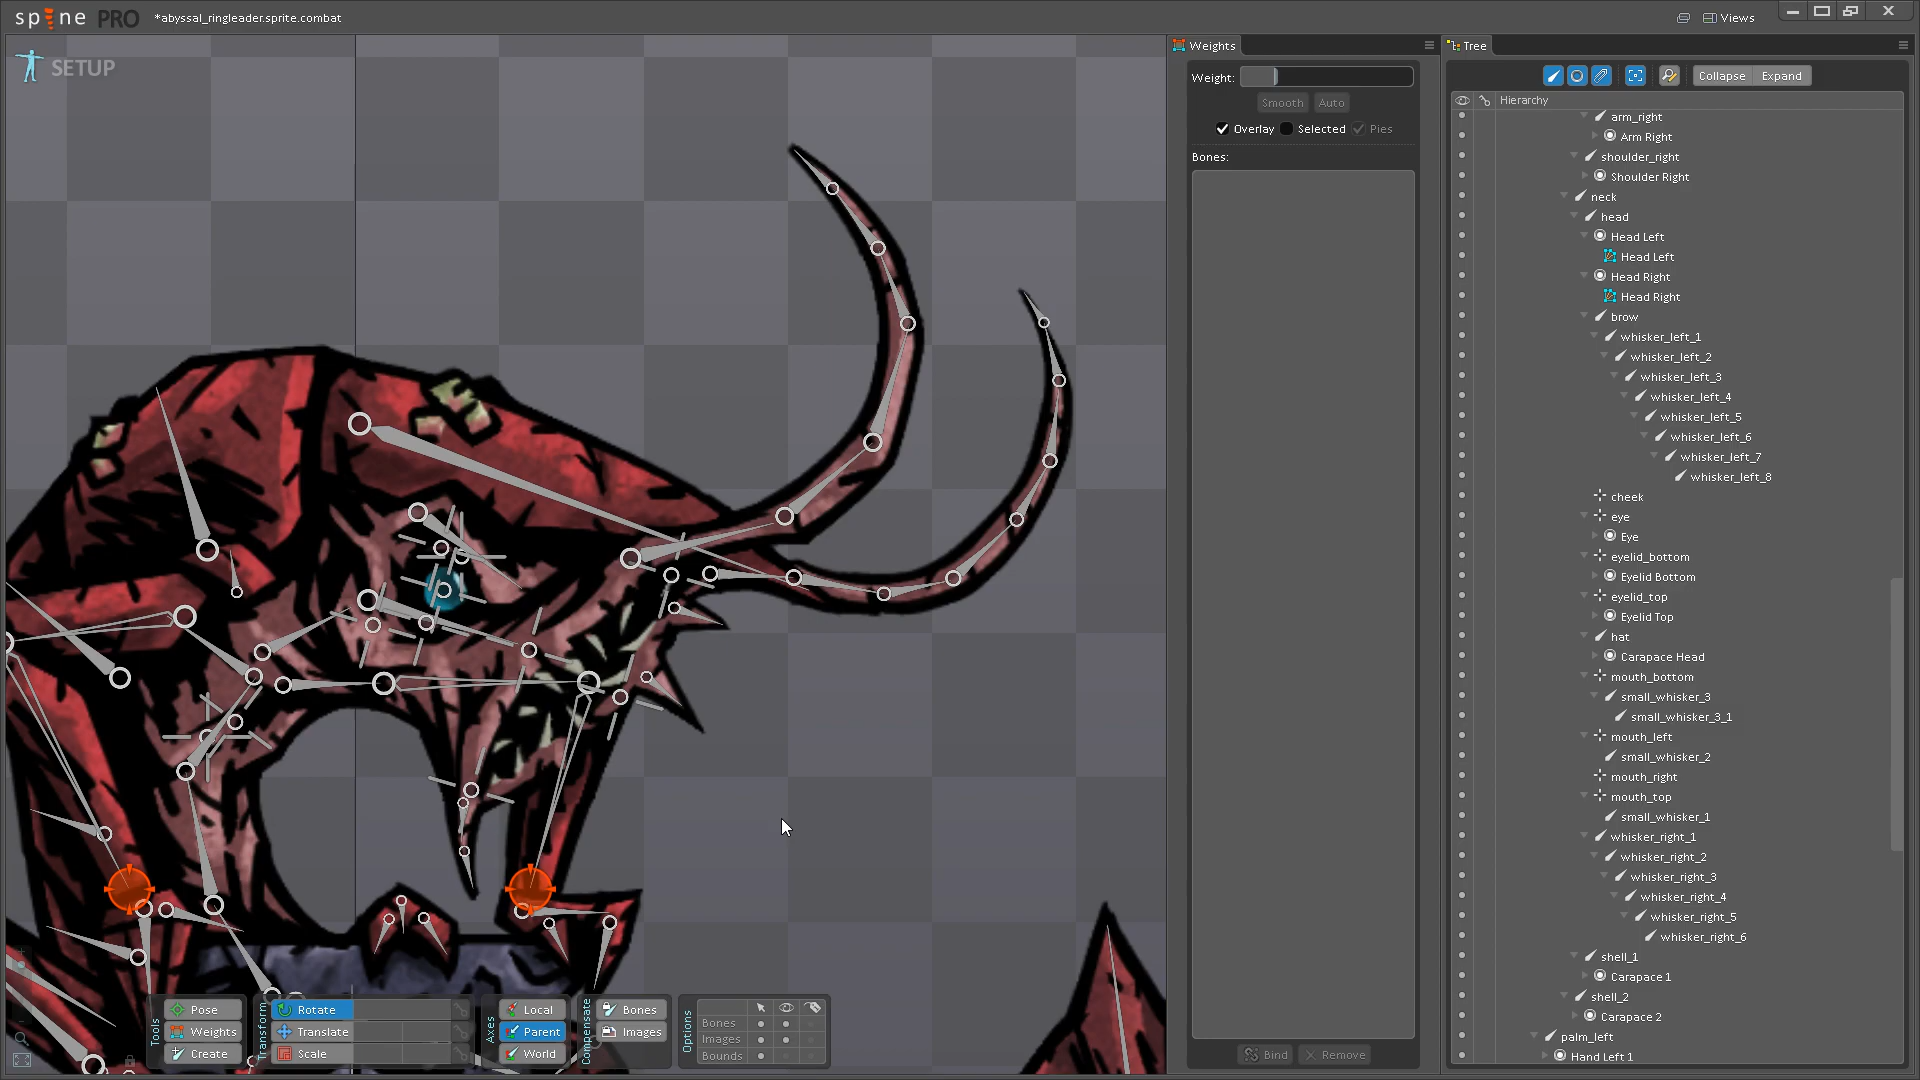 spine PRO *abyssal_ringleader.sprite.combat Views
SETUP
Weights
Weight:
Smooth Auto
Overlay Selected Pies
Bones:
Bind Remove
Tree
Collapse Expand
Hierarchy
arm_right
Arm Right
shoulder_right
Shoulder Right
neck
head
Head Left
Head Left
Head Right
Head Right
brow
whisker_left_1
whisker_left_2
whisker_left_3
whisker_left_4
whisker_left_5
whisker_left_6
whisker_left_7
whisker_left_8
cheek
eye
Eye
eyelid_bottom
Eyelid Bottom
eyelid_top
Eyelid Top
hat
Carapace Head
mouth_bottom
small_whisker_3
small_whisker_3_1
mouth_left
small_whisker_2
mouth_right
mouth_top
small_whisker_1
whisker_right_1
whisker_right_2
whisker_right_3
whisker_right_4
whisker_right_5
whisker_right_6
shell_1
Carapace 1
shell_2
Carapace 2
palm_left
Hand Left 1
Tools
Pose
Weights
Create
Transform
Rotate
Translate
Scale
Axes
Local
Parent
World
Compensate
Bones
Images
Options
Bones
Images
Bounds